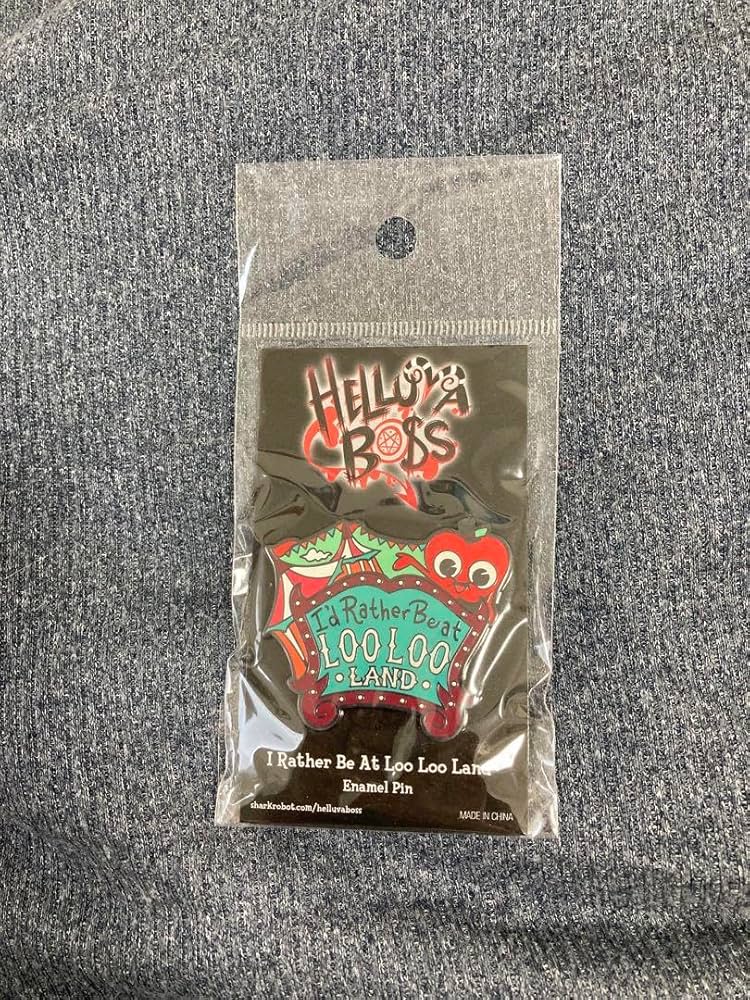 HELLUVA
BO$S
I'd Rather Be at
LOO LOO
LAND
I Rather Be At Loo Loo Land
Enamel Pin
sharkrobot.com/helluvaboss
MADE IN CHINA